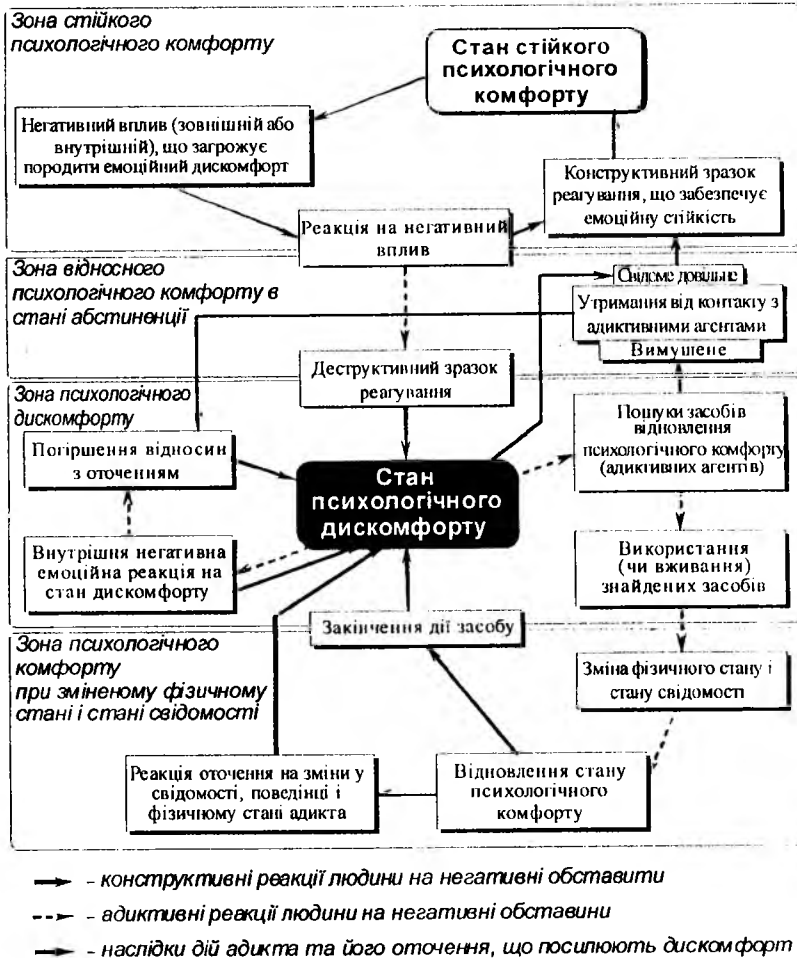 Зона стійкого
психологічного комфорту
Стан стійкого
психологічного
комфорту
Негативний вплив (зовнішній або
внутрішній), що загрожує
породити емоційний дискомфорт
Конструктивний зразок
реагування, що забезпечує
емоційну стійкість
Реакція на негативний
вплив
Зона відносного
психологічного комфорту в
стані абстиненції
Свідоме довільне
Утримання від контакту з
адиктивними агентами
Вимушене
Деструктивний зразок
реагування
Зона психологічного
дискомфорту
Погіршення відносин
з оточенням
Стан
психологічного
дискомфорту
Пошуки засобів
відновлення
психологічного комфорту
(адиктивних агентів)
Внутрішня негативна
емоційна реакція на
стан дискомфорту
Використання
(чи вживання)
знайдених засобів
Закінчення дії засобу
Зона психологічного
комфорту
при зміненому фізичному
стані і стані свідомості
Зміна фізичного стану і
стану свідомості
Реакція оточення на зміни у
свідомості, поведінці і
фізичному стані адикта
Відновлення стану
психологічного
комфорту
- конструктивні реакції людини на негативні обставити
- адиктивні реакції людини на негативні обставини
- наслідки дій адикта та його оточення, що посилюють дискомфорт